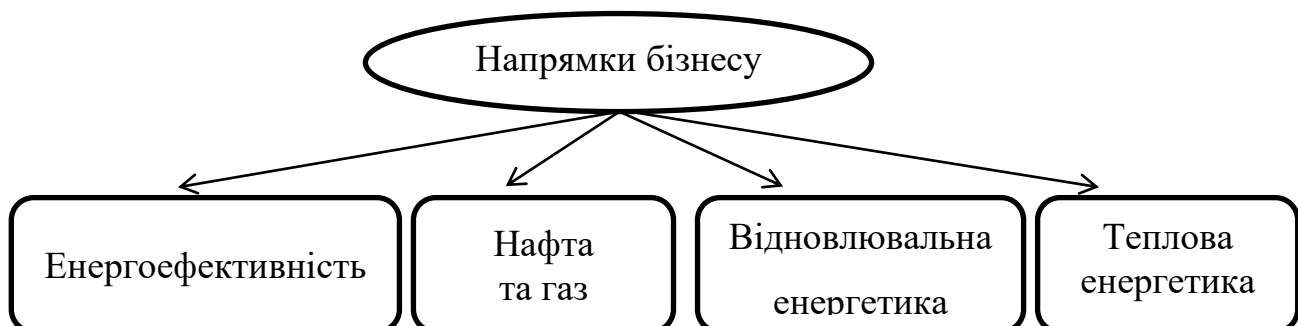 Напрямки бізнесу
Енергоефективність
Нафта
та газ
Відновлювальна
енергетика
Теплова
енергетика